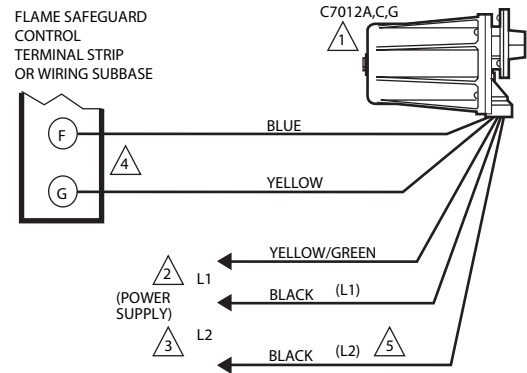 FLAME SAFEGUARD
CONTROL
TERMINAL STRIP
OR WIRING SUBBASE
C7012A,C,G
1
F
BLUE
4
G
YELLOW
YELLOW/GREEN
2 L1
(POWER
SUPPLY)
BLACK (L1)
3 L2
BLACK (L2) 5